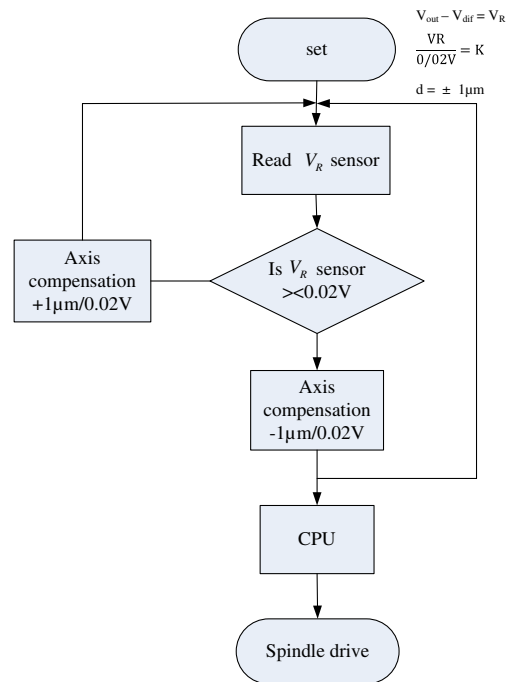 set
V_out – V_dif = V_R
VR
0/02V = K
d = ± 1µm
Read V_R sensor
Is V_R sensor
><0.02V
Axis
compensation
+1µm/0.02V
Axis
compensation
-1µm/0.02V
CPU
Spindle drive